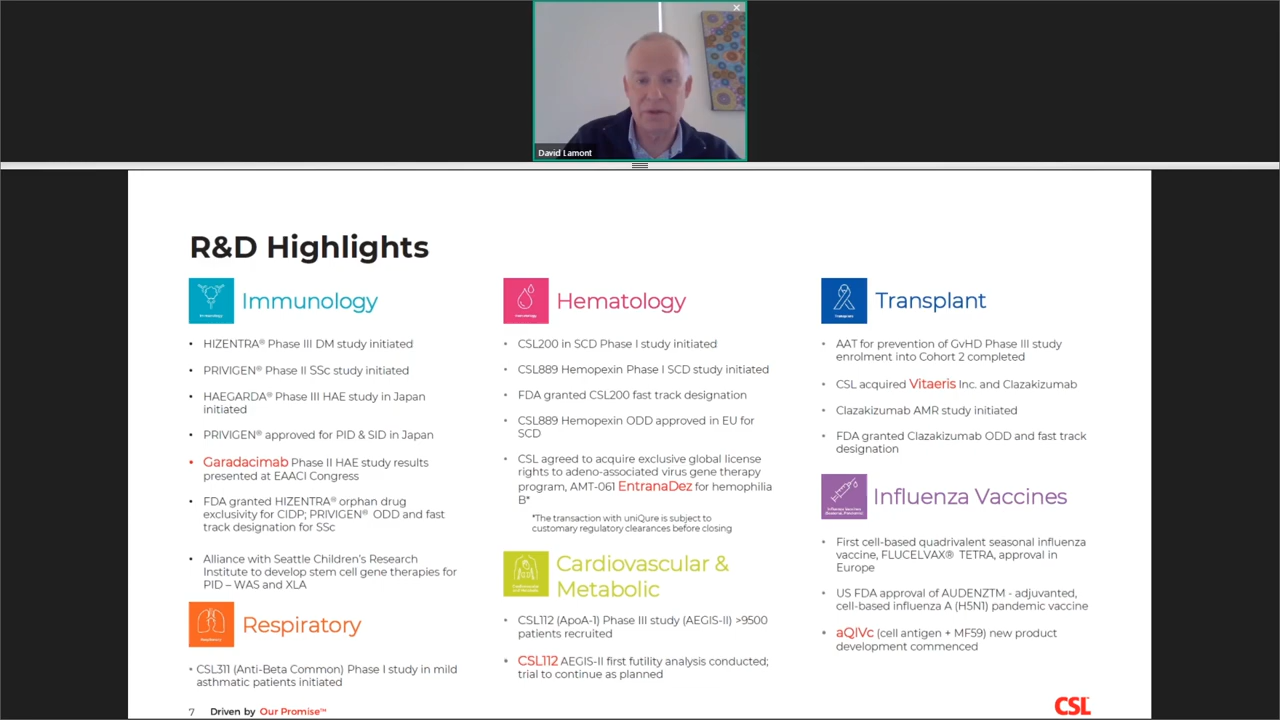 David Lamont
R&D Highlights
Immunology
Immunology
• HIZENTRA® Phase III DM study initiated
• PRIVIGEN® Phase II SSc study initiated
• HAEGARDA® Phase III HAE study in Japan
initiated
• PRIVIGEN® approved for PID & SID in Japan
• Garadacimab Phase II HAE study results
presented at EAACI Congress
• FDA granted HIZENTRA® orphan drug
exclusivity for CIDP; PRIVIGEN® ODD and fast
track designation for SSc
• Alliance with Seattle Children's Research
Institute to develop stem cell gene therapies for
PID – WAS and XLA
Respiratory
Respiratory
• CSL311 (Anti-Beta Common) Phase I study in mild
asthmatic patients initiated
Hematology
Hematology
• CSL200 in SCD Phase I study initiated
• CSL889 Hemopexin Phase I SCD study initiated
• FDA granted CSL200 fast track designation
• CSL889 Hemopexin ODD approved in EU for
SCD
• CSL agreed to acquire exclusive global license
rights to adeno-associated virus gene therapy
program, AMT-061 EntranaDez for hemophilia
B*
*The transaction with uniQure is subject to
customary regulatory clearances before closing
Cardiovascular
and Metabolic
Cardiovascular &
Metabolic
• CSL112 (ApoA-1) Phase III study (AEGIS-II) >9500
patients recruited
• CSL112 AEGIS-II first futility analysis conducted;
trial to continue as planned
Transplant
Transplant
• AAT for prevention of GvHD Phase III study
enrolment into Cohort 2 completed
• CSL acquired Vitaeris Inc. and Clazakizumab
• Clazakizumab AMR study initiated
• FDA granted Clazakizumab ODD and fast track
designation
Influenza Vaccines
(Seasonal, Pandemic)
Influenza Vaccines
• First cell-based quadrivalent seasonal influenza
vaccine, FLUCELVAX® TETRA, approval in
Europe
• US FDA approval of AUDENZTM - adjuvanted,
cell-based influenza A (H5N1) pandemic vaccine
• aQIVc (cell antigen + MF59) new product
development commenced
7 Driven by Our Promise™
CSL